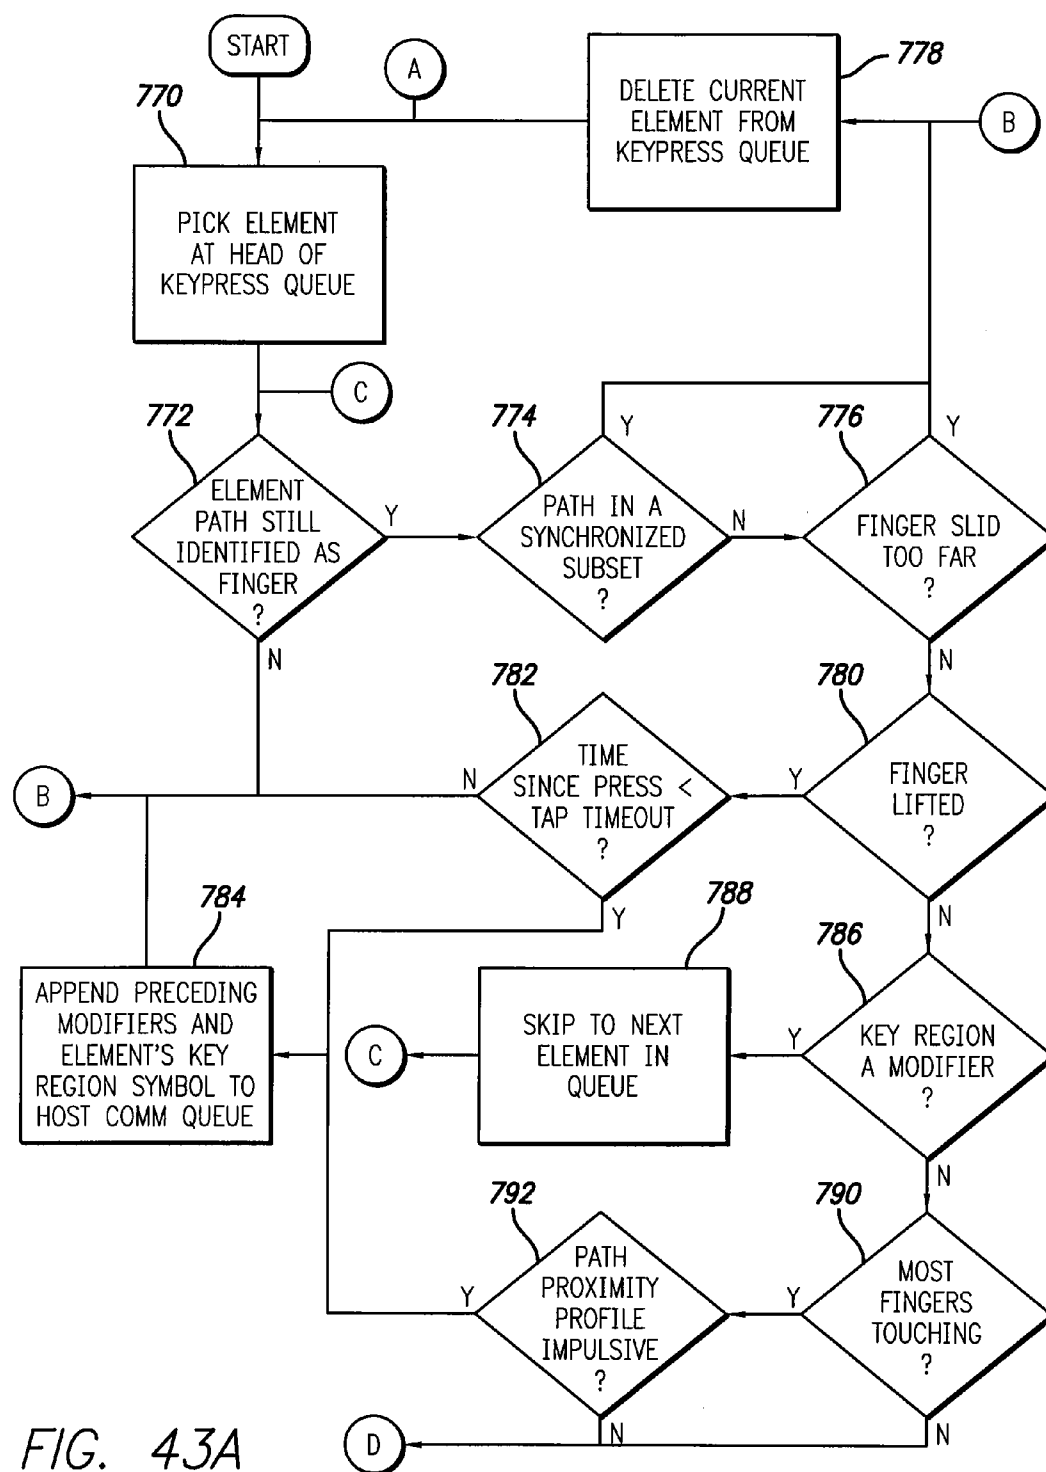 START
A
778
770
DELETE CURRENT
ELEMENT FROM
KEYPRESS QUEUE
B
PICK ELEMENT
AT HEAD OF
KEYPRESS QUEUE
C
772
774
776
Y
Y
ELEMENT
PATH STILL
IDENTIFIED AS
FINGER
?
Y
PATH IN A
SYNCHRONIZED
SUBSET
?
N
FINGER SLID
TOO FAR
?
N
N
782
780
B
N
TIME
SINCE PRESS <
TAP TIMEOUT
?
Y
FINGER
LIFTED
?
784
788
Y
N
786
APPEND PRECEDING
MODIFIERS AND
ELEMENT'S KEY
REGION SYMBOL TO
HOST COMM QUEUE
C
SKIP TO NEXT
ELEMENT IN
QUEUE
Y
KEY REGION
A MODIFIER
?
N
792
790
Y
PATH
PROXIMITY
PROFILE
IMPULSIVE
?
Y
MOST
FINGERS
TOUCHING
?
N
N
D
FIG. 43A